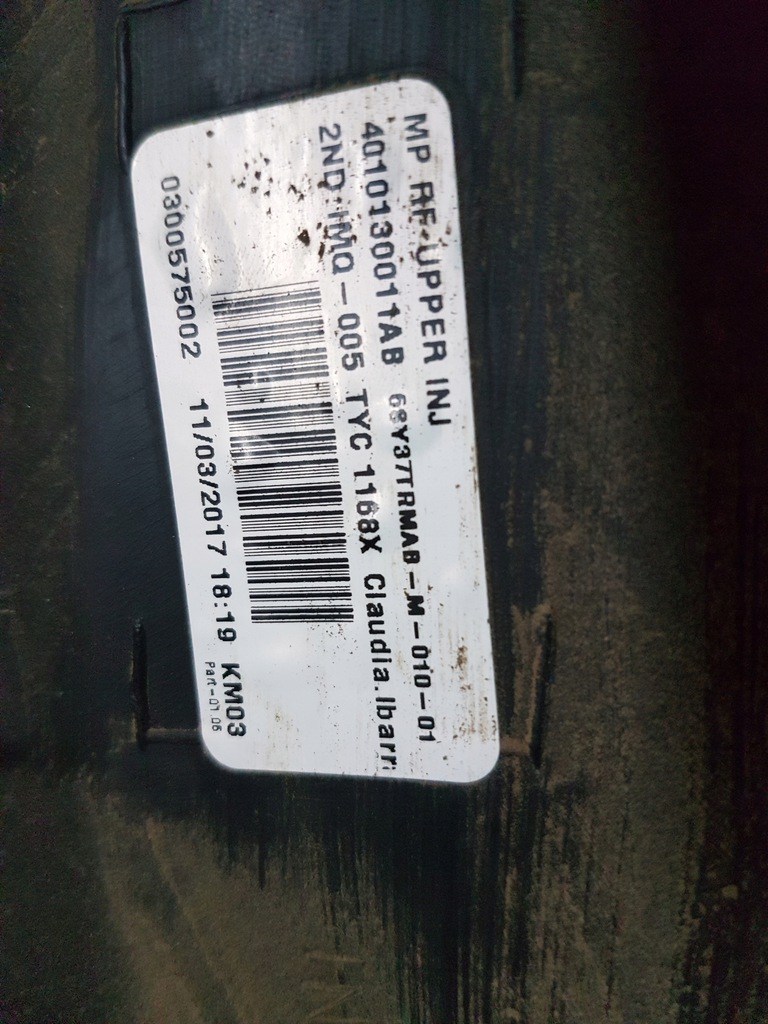 MP RF-UPPER INJ
4010130011AB 68Y37TRMAB-M-010-01
2ND IMQ-005 TYC 1168X Claudia.Ibarr
0300575002 11/03/2017 18:19 KM03